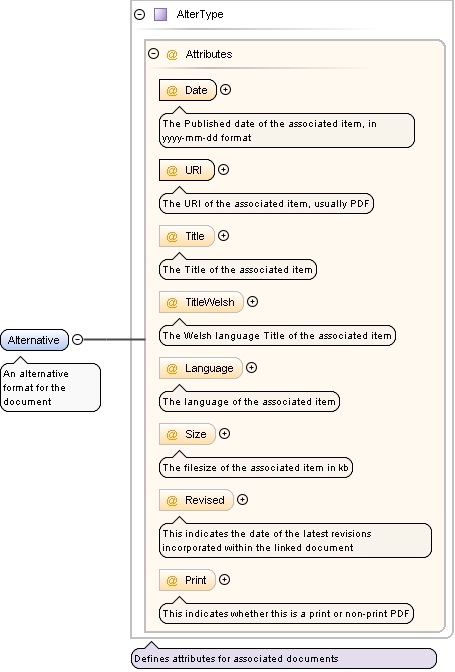 AlterType
@ Attributes
@ Date
The Published date of the associated item, in
yyyy-mm-dd format
@ URI
The URI of the associated item, usually PDF
@ Title
The Title of the associated item
@ TitleWelsh
The Welsh language Title of the associated item
Alternative
An alternative
format for the
document
@ Language
The language of the associated item
@ Size
The filesize of the associated item in kb
@ Revised
This indicates the date of the latest revisions
incorporated within the linked document
@ Print
This indicates whether this is a print or non-print PDF
Defines attributes for associated documents